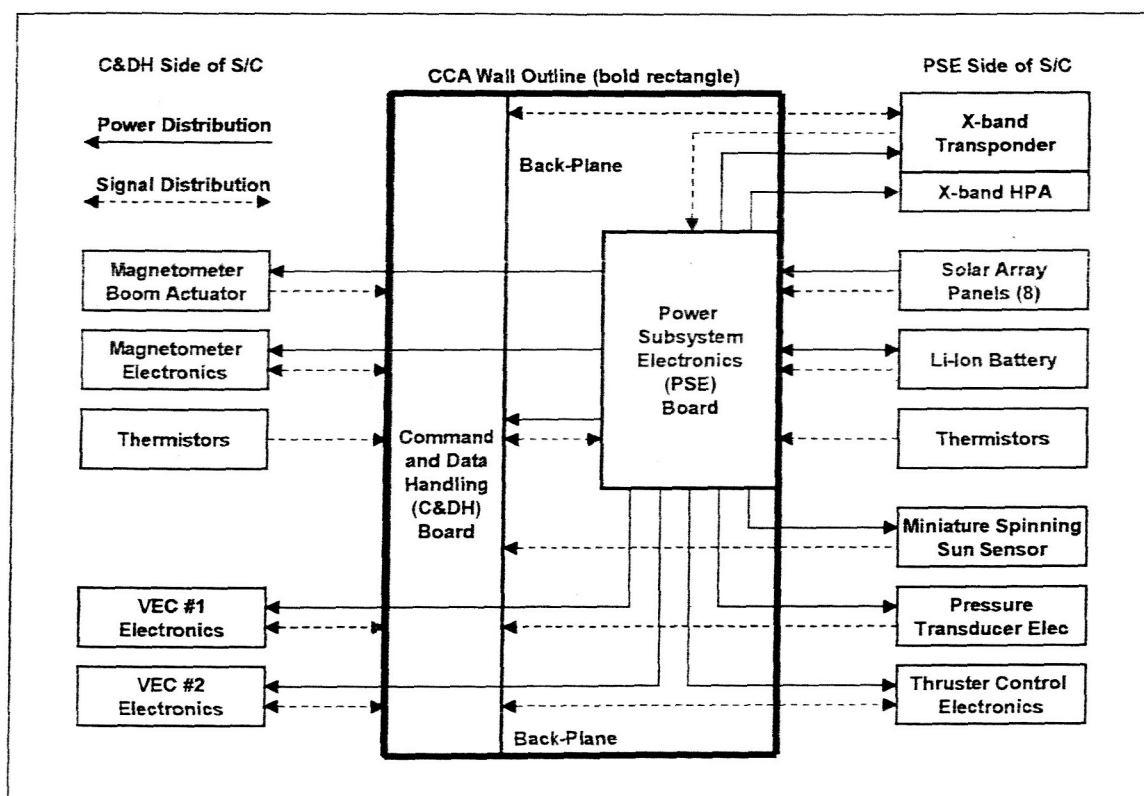 C&DH Side of S/C
Power Distribution
Signal Distribution
Magnetometer
Boom Actuator
Magnetometer
Electronics
Thermistors
VEC #1
Electronics
VEC #2
Electronics
CCA Wall Outline (bold rectangle)
Back-Plane
Command
and Data
Handling
(C&DH)
Board
Power
Subsystem
Electronics
(PSE)
Board
Back-Plane
PSE Side of S/C
X-band
Transponder
X-band HPA
Solar Array
Panels (8)
Li-Ion Battery
Thermistors
Miniature Spinning
Sun Sensor
Pressure
Transducer Elec
Thruster Control
Electronics